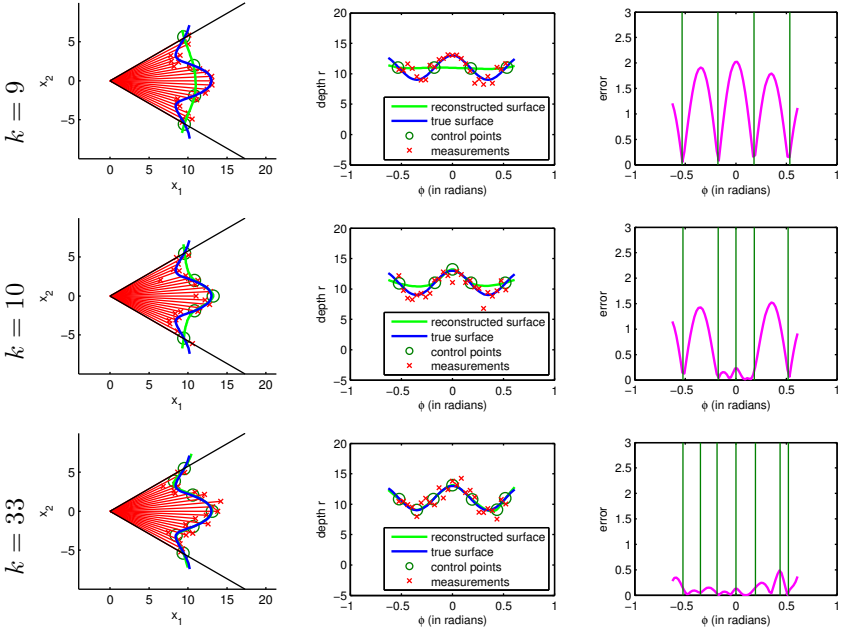 k = 9
5
0
−5
x2
0 5 10 15 20
x1
20
15
10
5
0
−5
depth r
reconstructed surface
true surface
control points
measurements
−1 −0.5 0 0.5 1
ϕ (in radians)
3
2.5
2
1.5
1
0.5
0
error
−1 −0.5 0 0.5 1
ϕ (in radians)
k = 10
5
0
−5
x2
0 5 10 15 20
x1
20
15
10
5
0
−5
depth r
reconstructed surface
true surface
control points
measurements
−1 −0.5 0 0.5 1
ϕ (in radians)
3
2.5
2
1.5
1
0.5
0
error
−1 −0.5 0 0.5 1
ϕ (in radians)
k = 33
5
0
−5
x2
0 5 10 15 20
x1
20
15
10
5
0
−5
depth r
reconstructed surface
true surface
control points
measurements
−1 −0.5 0 0.5 1
ϕ (in radians)
3
2.5
2
1.5
1
0.5
0
error
−1 −0.5 0 0.5 1
ϕ (in radians)